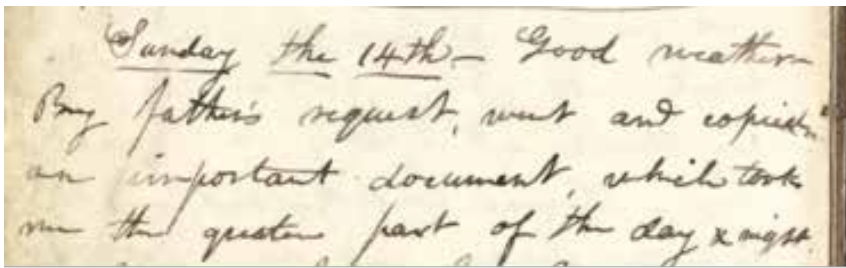 Sunday the 14th – Good weather –
By father's request, went and copied
an important document, which took
me the greater part of the day & night.